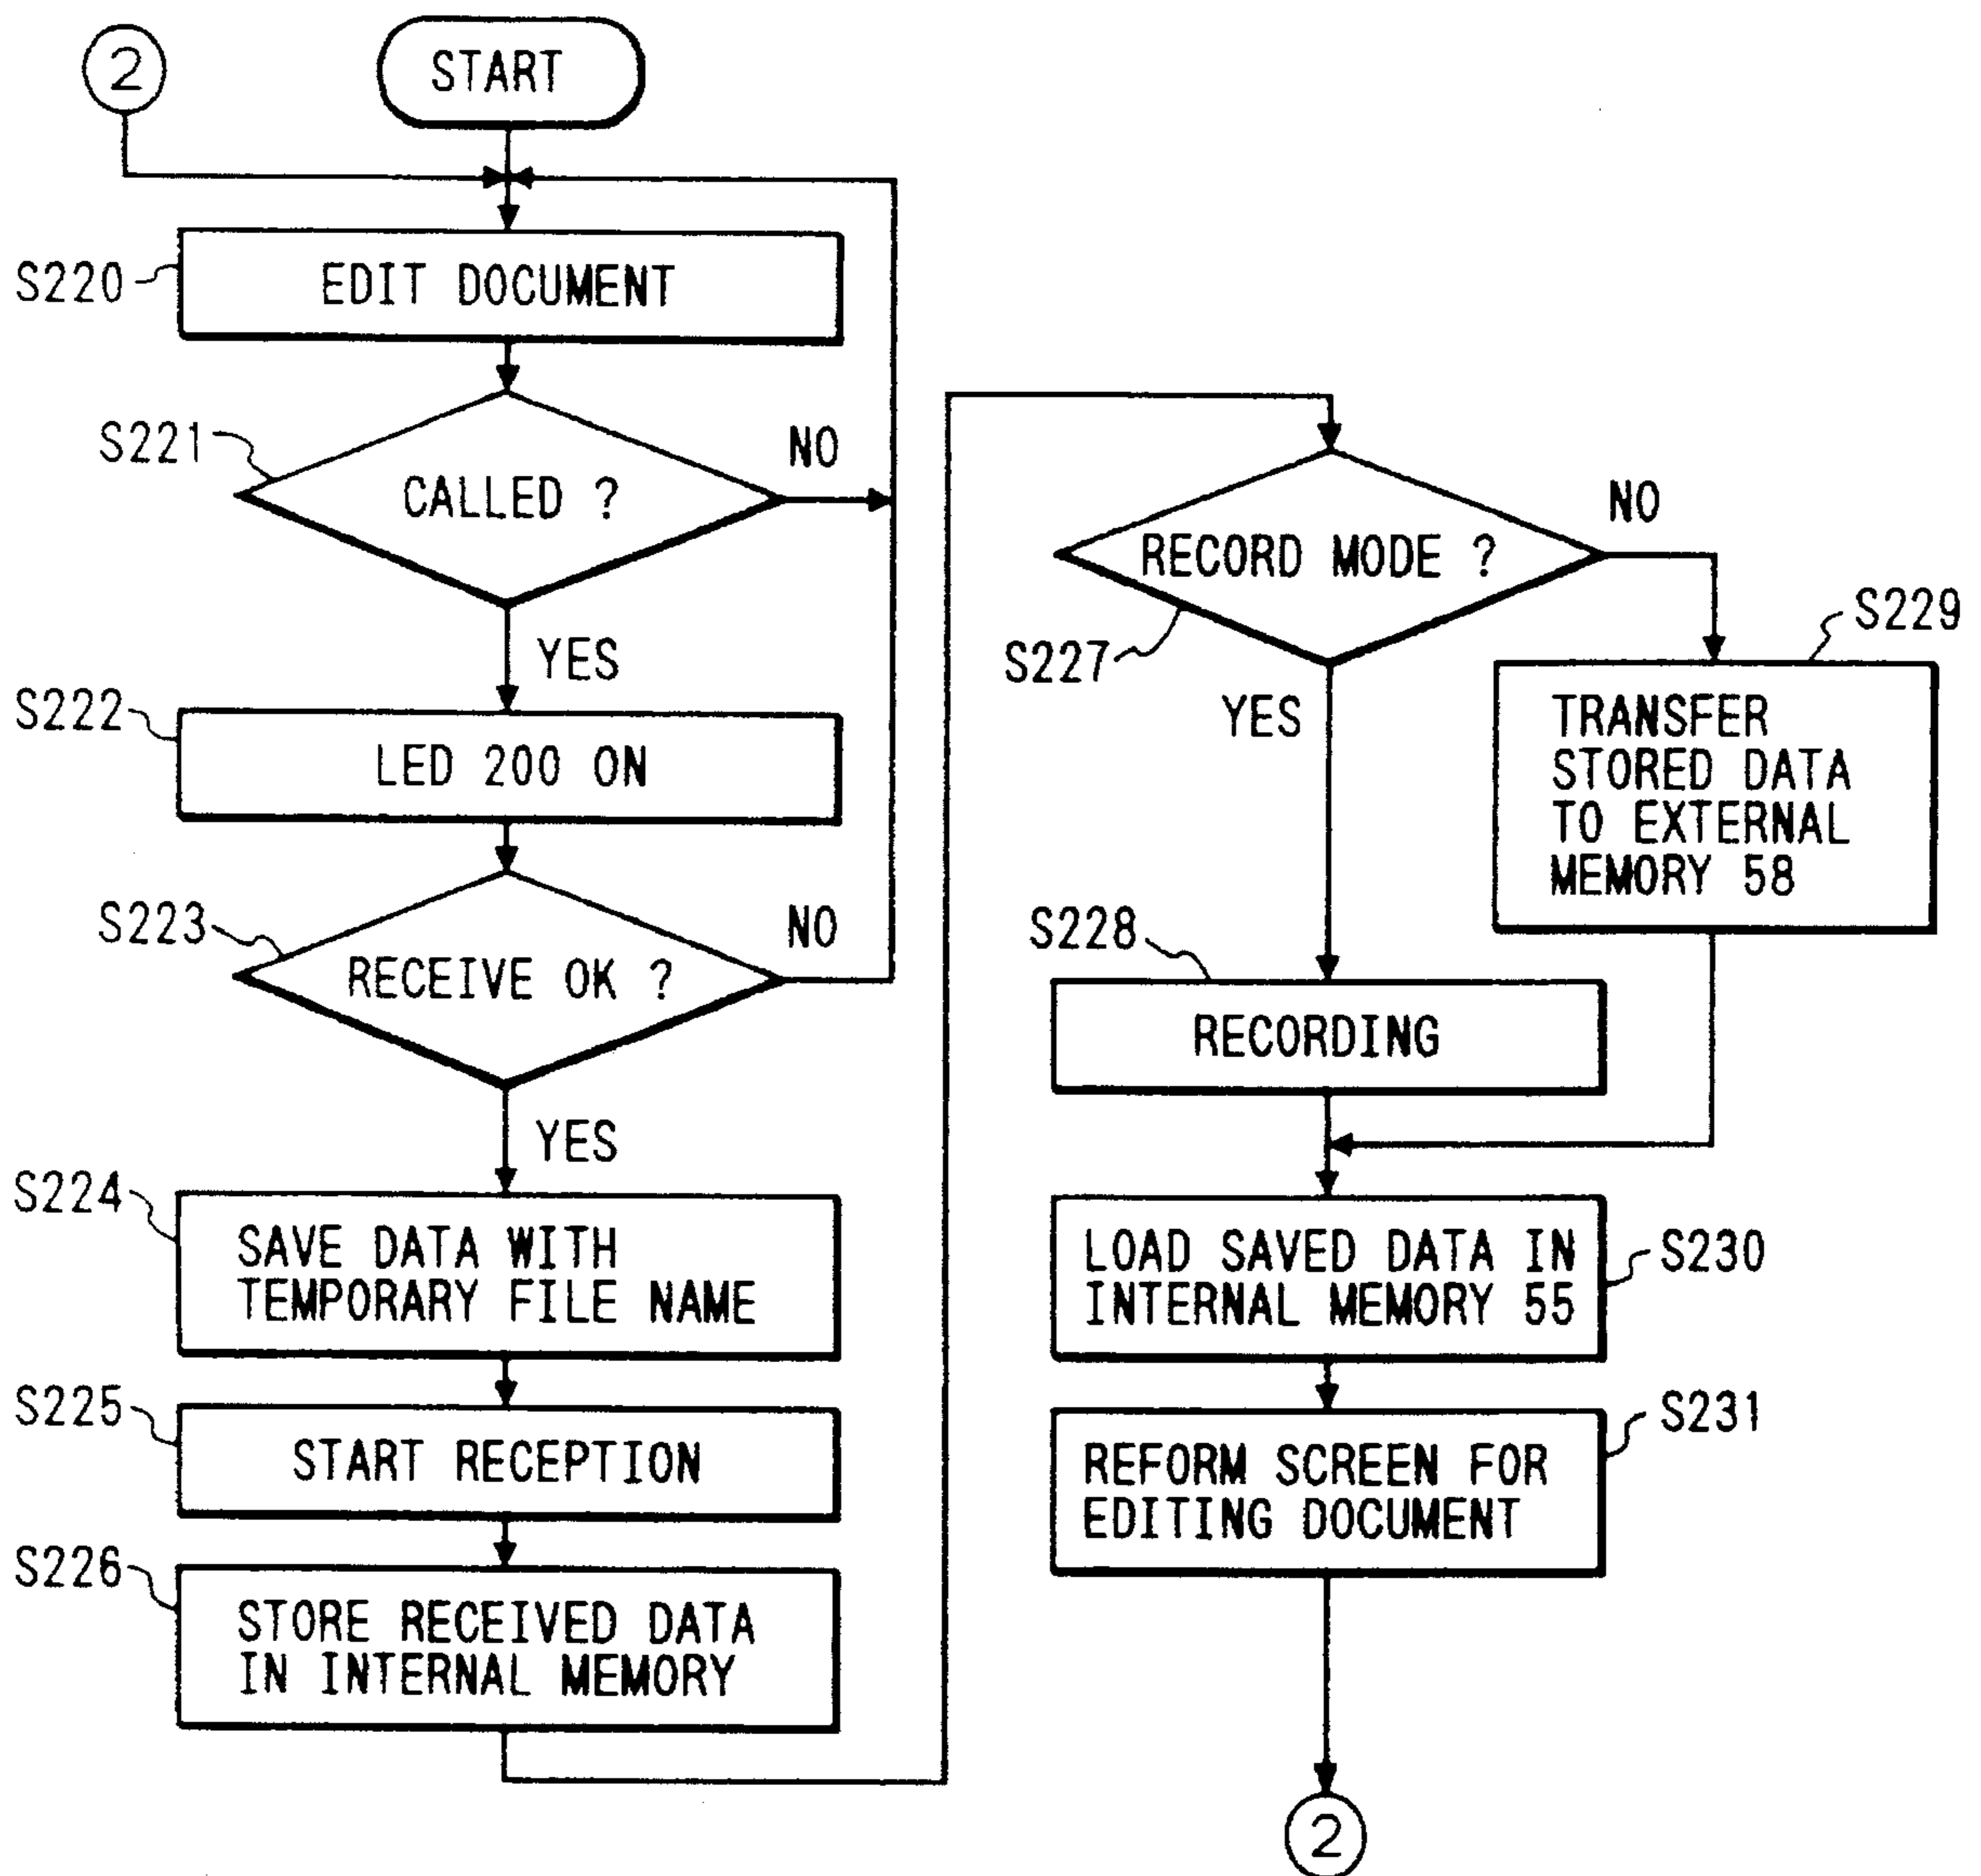 2
START
S220
EDIT DOCUMENT
S221
CALLED ?
NO
YES
S222
LED 200 ON
S223
RECEIVE OK ?
NO
YES
S224
SAVE DATA WITH
TEMPORARY FILE NAME
S225
START RECEPTION
S226
STORE RECEIVED DATA
IN INTERNAL MEMORY
RECORD MODE ?
NO
S227
YES
S229
TRANSFER
STORED DATA
TO EXTERNAL
MEMORY 58
S228
RECORDING
LOAD SAVED DATA IN
INTERNAL MEMORY 55
S230
REFORM SCREEN FOR
EDITING DOCUMENT
S231
2